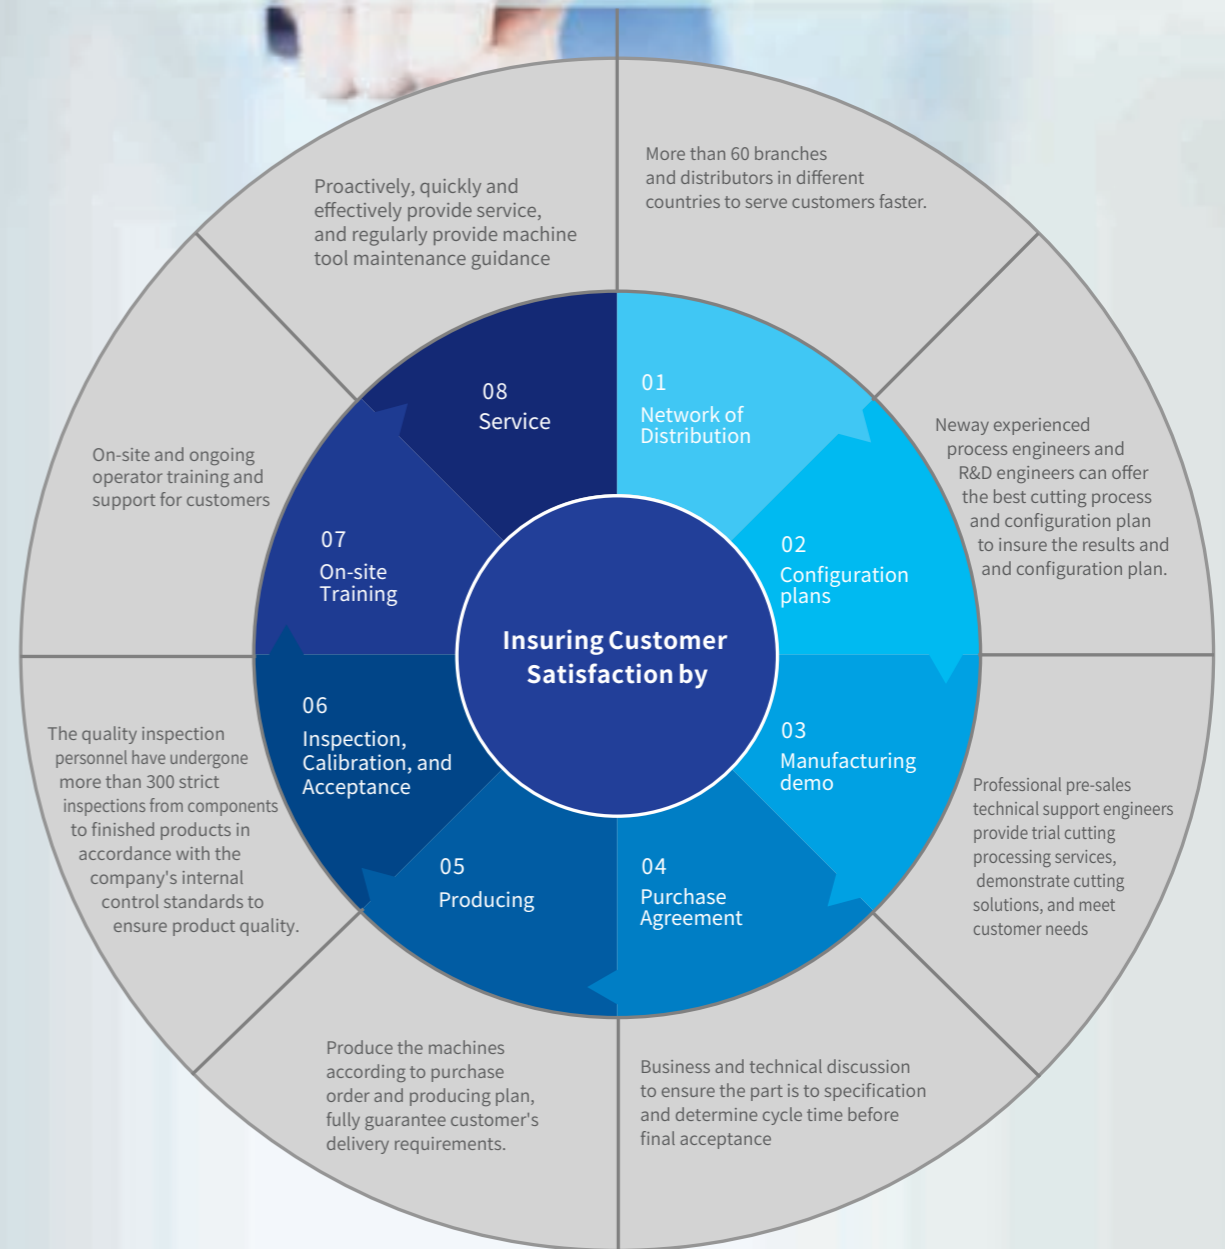 Insuring Customer
Satisfaction by
01
Network of
Distribution
More than 60 branches
and distributors in different
countries to serve customers faster.
02
Configuration
plans
Neway experienced
process engineers and
R&D engineers can offer
the best cutting process
and configuration plan
to insure the results and
and configuration plan.
03
Manufacturing
demo
Professional pre-sales
technical support engineers
provide trial cutting
processing services,
demonstrate cutting
solutions, and meet
customer needs
04
Purchase
Agreement
Business and technical discussion
to ensure the part is to specification
and determine cycle time before
final acceptance
05
Producing
Produce the machines
according to purchase
order and producing plan,
fully guarantee customer's
delivery requirements.
06
Inspection,
Calibration, and
Acceptance
The quality inspection
personnel have undergone
more than 300 strict
inspections from components
to finished products in
accordance with the
company's internal
control standards to
ensure product quality.
07
On-site
Training
On-site and ongoing
operator training and
support for customers
08
Service
Proactively, quickly and
effectively provide service,
and regularly provide machine
tool maintenance guidance